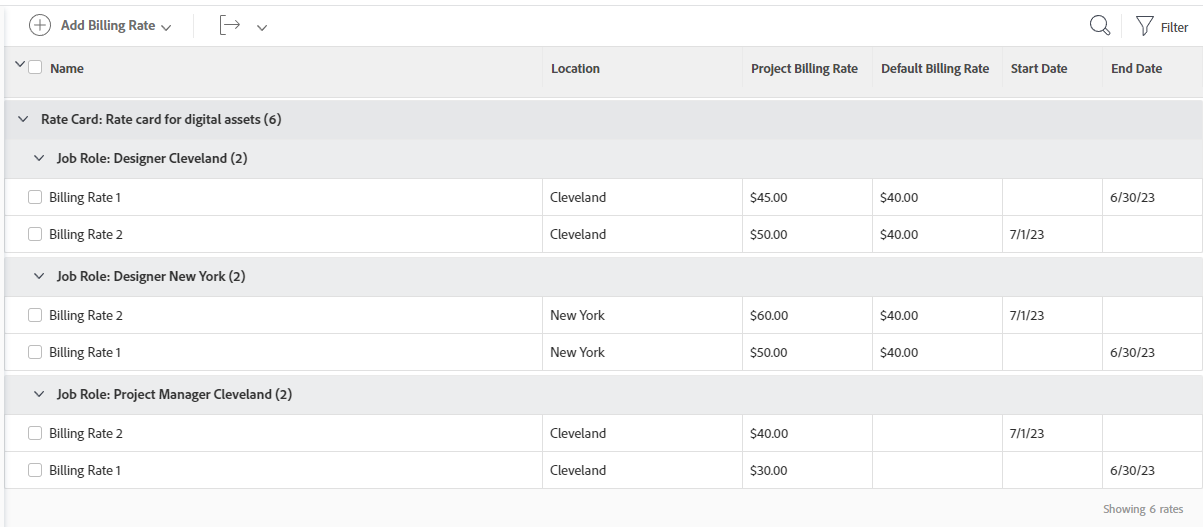 Add Billing Rate
Filter
Name Location Project Billing Rate Default Billing Rate Start Date End Date
Rate Card: Rate card for digital assets (6)
Job Role: Designer Cleveland (2)
Billing Rate 1 Cleveland $45.00 $40.00 6/30/23
Billing Rate 2 Cleveland $50.00 $40.00 7/1/23
Job Role: Designer New York (2)
Billing Rate 2 New York $60.00 $40.00 7/1/23
Billing Rate 1 New York $50.00 $40.00 6/30/23
Job Role: Project Manager Cleveland (2)
Billing Rate 2 Cleveland $40.00 7/1/23
Billing Rate 1 Cleveland $30.00 6/30/23
Showing 6 rates